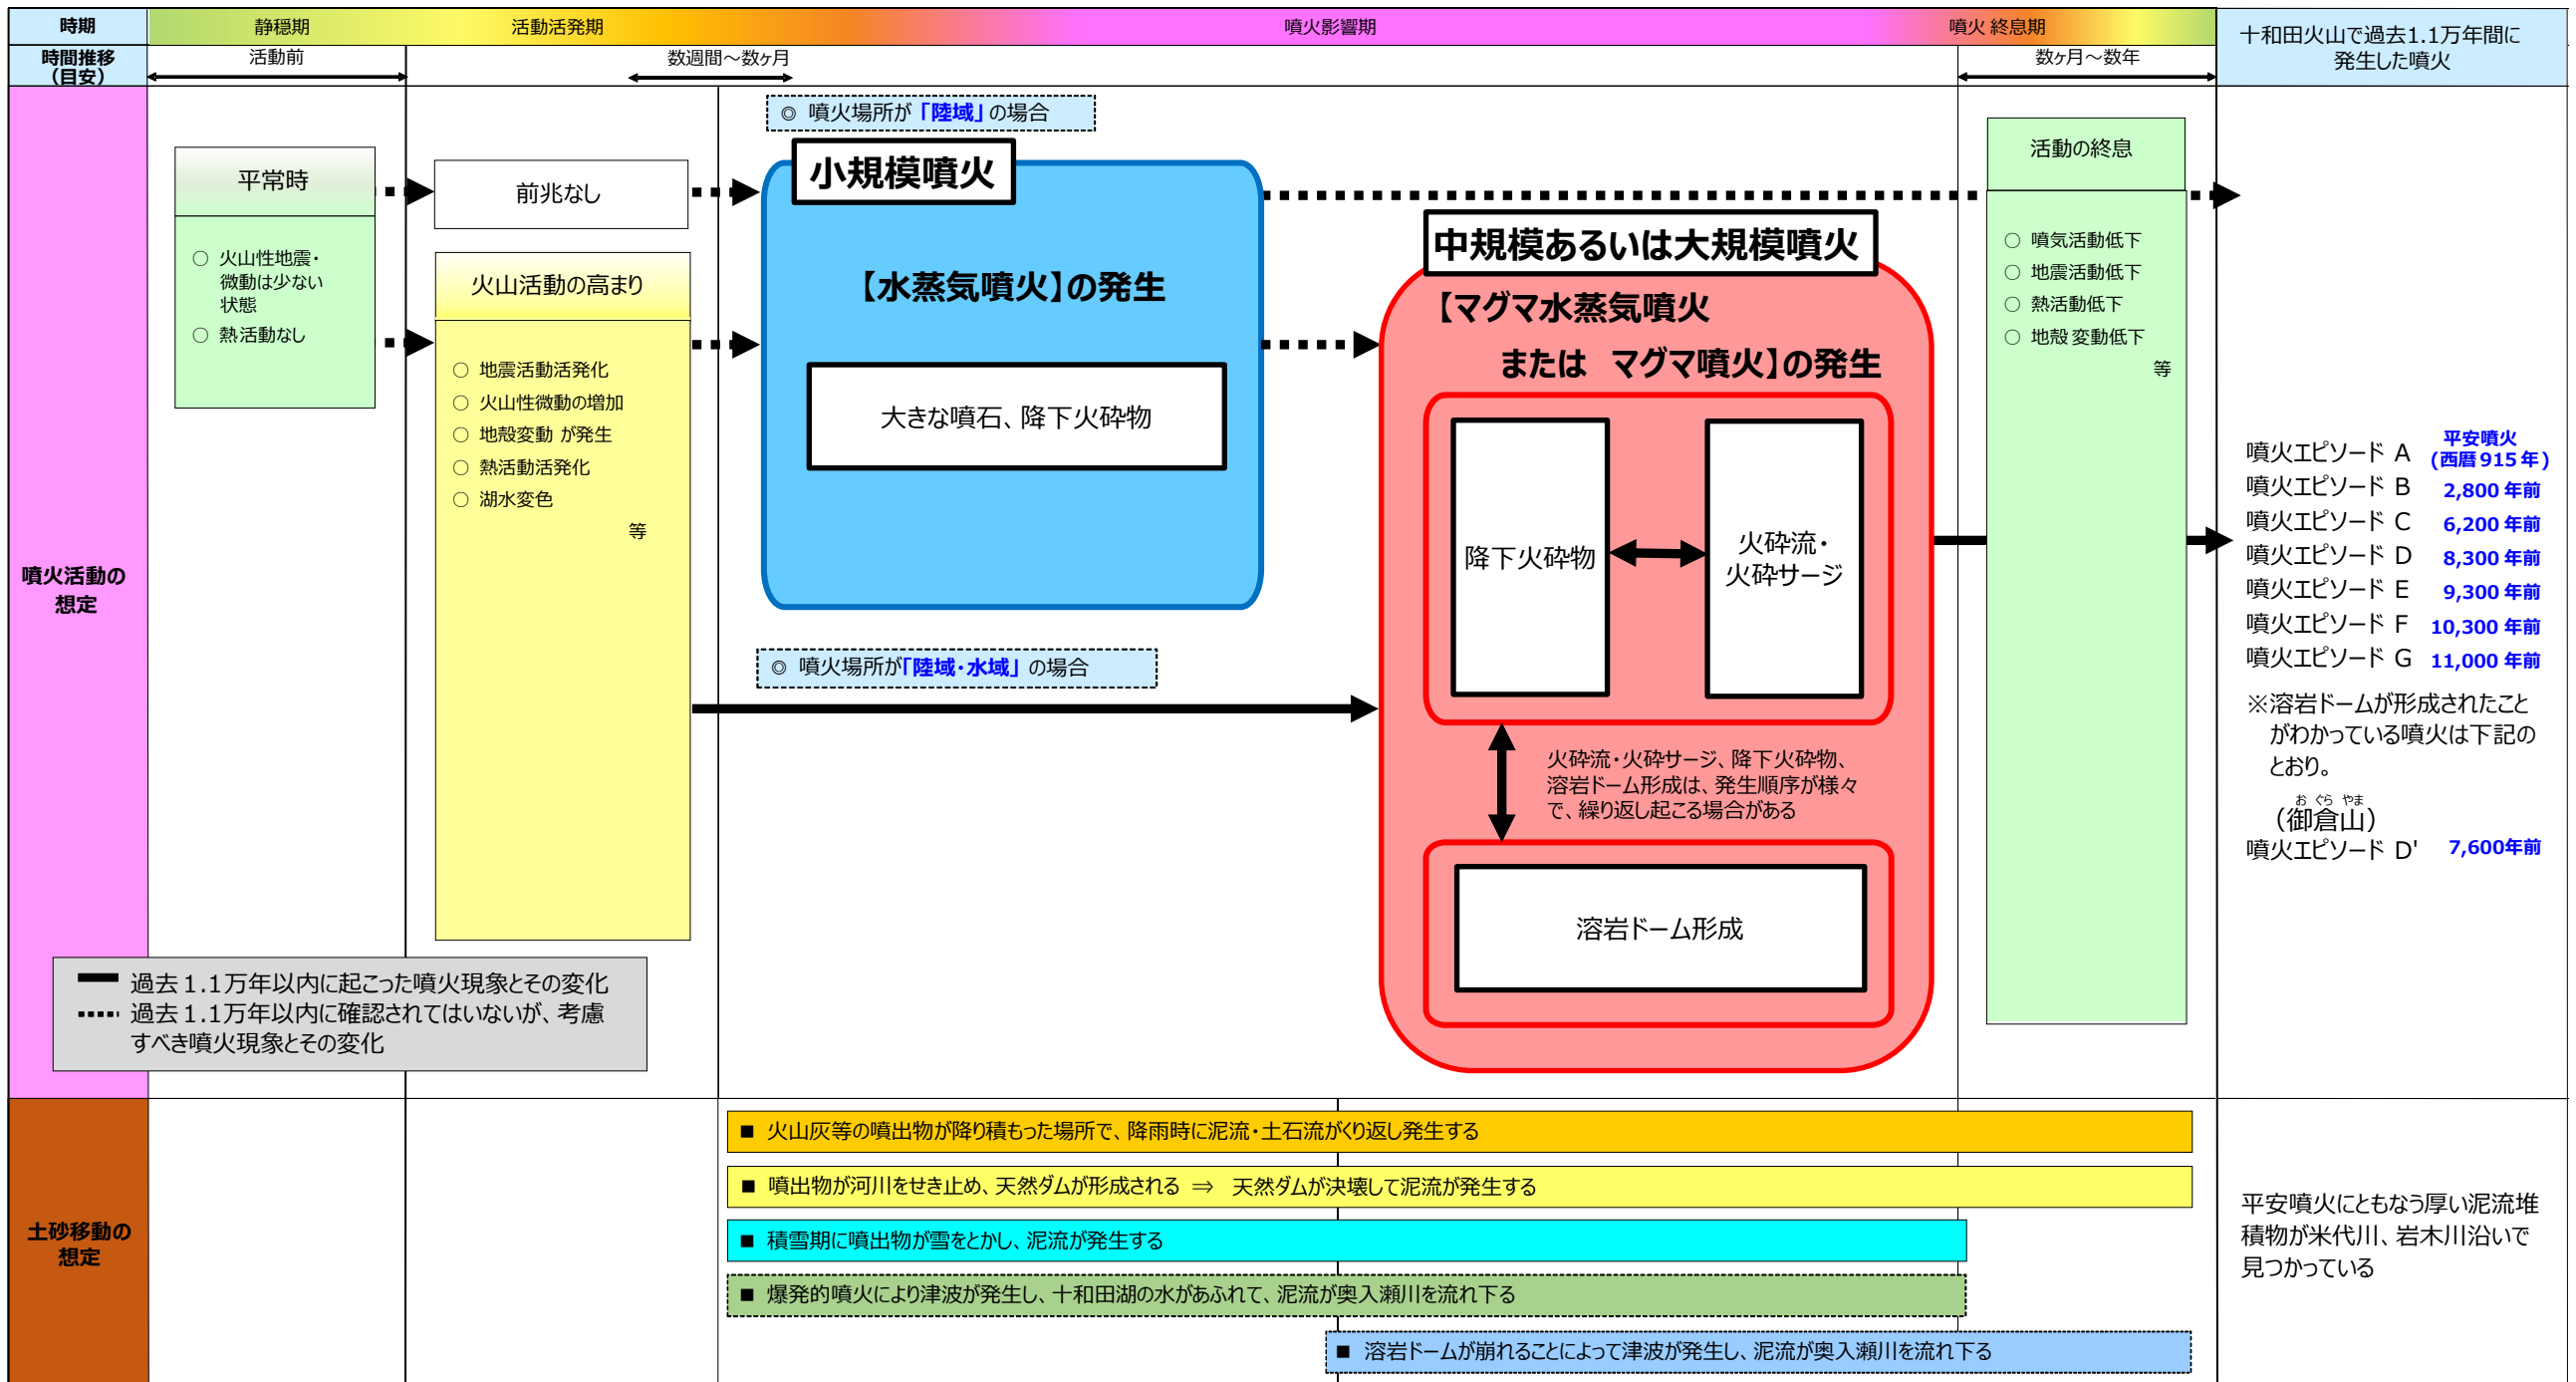 時期
静穏期
活動活発期
噴火影響期
噴火 終息期
十和田火山で過去1.1万年間に
発生した噴火
時間推移
（目安）
活動前
数週間～数ヶ月
数ヶ月～数年
噴火活動の
想定
平常時
○ 火山性地震・
微動は少ない
状態
○ 熱活動なし
前兆なし
火山活動の高まり
○ 地震活動活発化
○ 火山性微動の増加
○ 地殻変動 が発生
○ 熱活動活発化
○ 湖水変色
等
◎ 噴火場所が「陸域」の場合
小規模噴火
【水蒸気噴火】の発生
大きな噴石、降下火砕物
◎ 噴火場所が「陸域・水域」 の場合
中規模あるいは大規模噴火
【マグマ水蒸気噴火
または マグマ噴火】の発生
降下火砕物
火砕流・
火砕サージ
火砕流・火砕サージ、降下火砕物、
溶岩ドーム形成は、発生順序が様々
で、繰り返し起こる場合がある
溶岩ドーム形成
活動の終息
○ 噴気活動低下
○ 地震活動低下
○ 熱活動低下
○ 地殻 変動低下
等
噴火エピソード A 平安噴火
(西暦 915 年)
噴火エピソード B 2,800 年前
噴火エピソード C 6,200 年前
噴火エピソード D 8,300 年前
噴火エピソード E 9,300 年前
噴火エピソード F 10,300 年前
噴火エピソード G 11,000 年前
※溶岩ドームが形成されたこと
がわかっている噴火は下記の
とおり。
お ぐら やま
（御倉山）
噴火エピソード D' 7,600年前
過去 1.1万年以内に起こった噴火現象とその変化
過去 1.1万年以内に確認されてはいないが、考慮
すべき噴火現象とその変化
土砂移動の
想定
■ 火山灰等の噴出物が降り積もった場所で、降雨時に泥流・土石流がくり返し発生する
■ 噴出物が河川をせき止め、天然ダムが形成される ⇒ 天然ダムが決壊して泥流が発生する
■ 積雪期に噴出物が雪をとかし、泥流が発生する
■ 爆発的噴火により津波が発生し、十和田湖の水があふれて、泥流が奥入瀬川を流れ下る
■ 溶岩ドームが崩れることによって津波が発生し、泥流が奥入瀬川を流れ下る
平安噴火にともなう厚い泥流堆
積物が米代川、岩木川沿いで
見つかっている